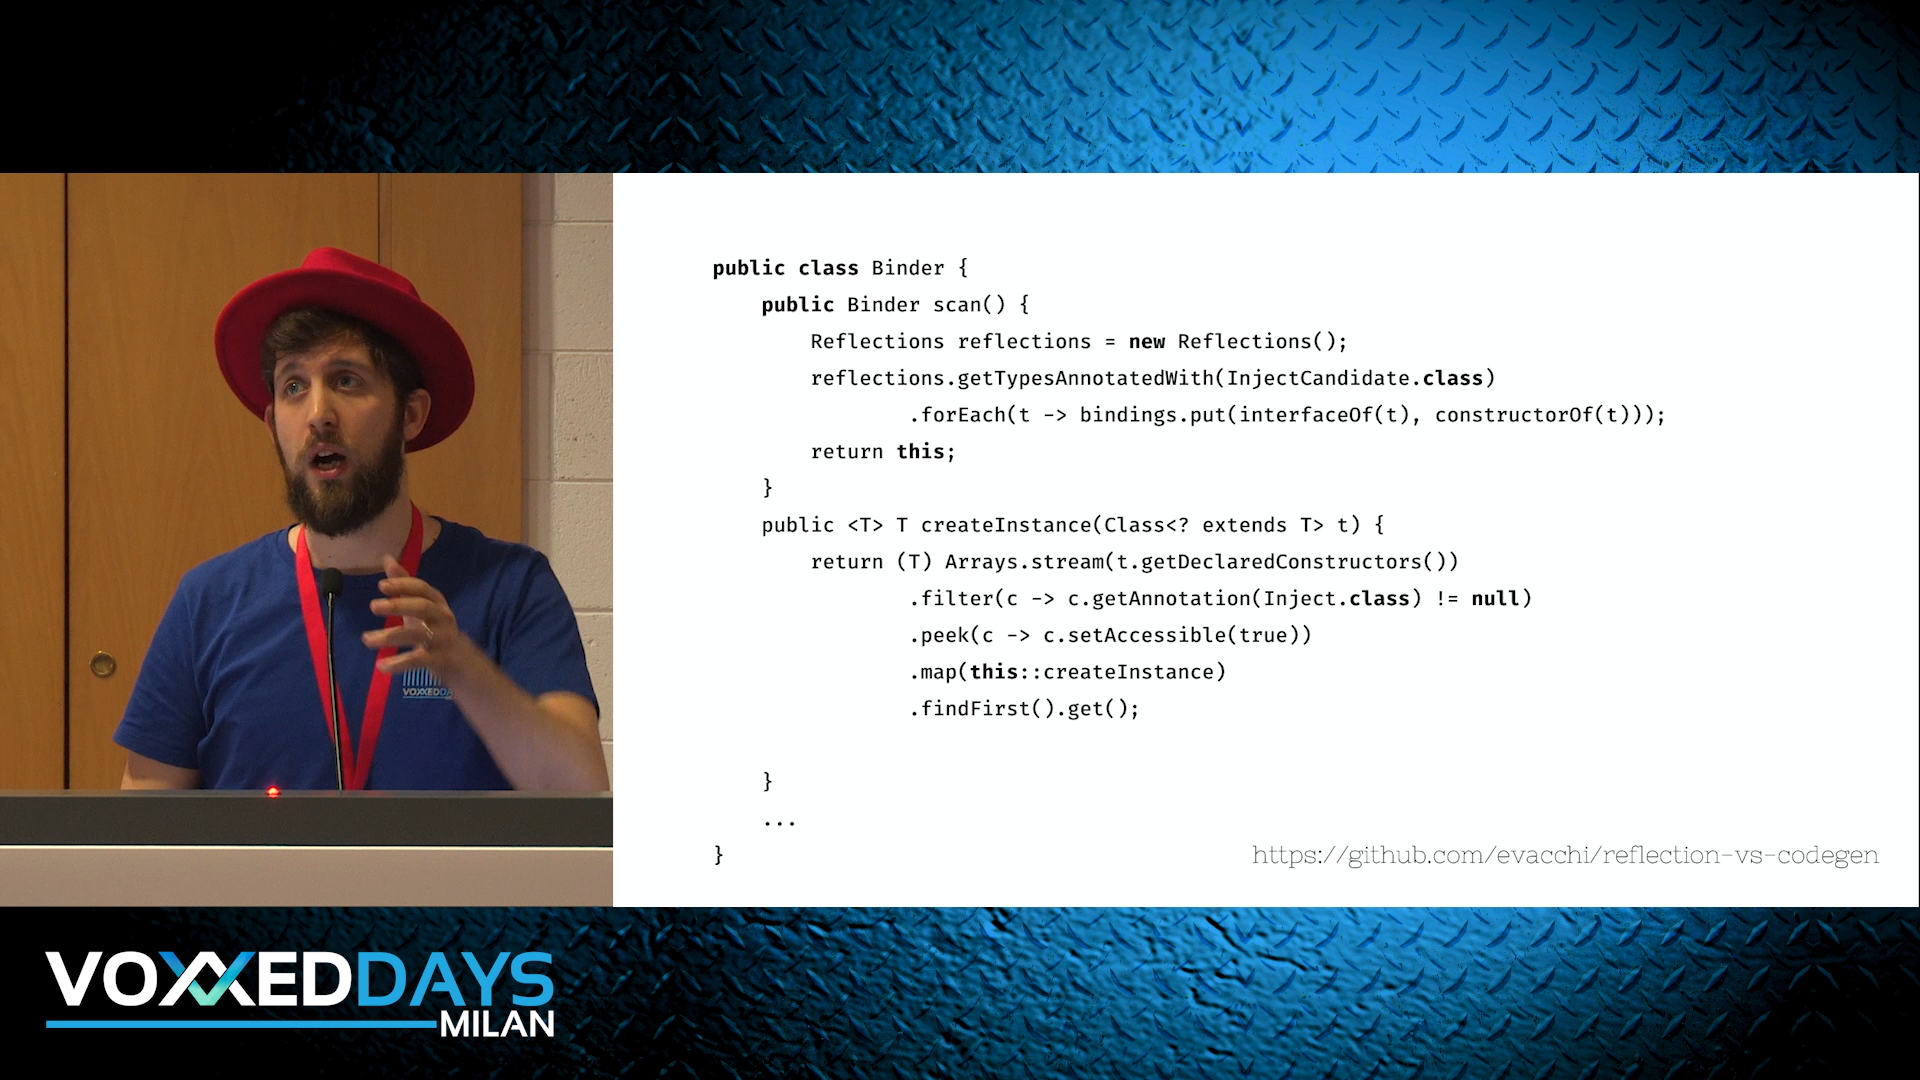 public class Binder {
public Binder scan() {
Reflections reflections = new Reflections();
reflections.getTypesAnnotatedWith(InjectCandidate.class)
.forEach(t -> bindings.put(interfaceOf(t), constructorOf(t)));
return this;
}
public <T> T createInstance(Class<? extends T> t) {
return (T) Arrays.stream(t.getDeclaredConstructors())
.filter(c -> c.getAnnotation(Inject.class) != null)
.peek(c -> c.setAccessible(true))
.map(this::createInstance)
.findFirst().get();
}
...
}
https://github.com/evacchi/reflection-vs-codegen
VOXXEDDA
VOXXEDDAYS
MILAN